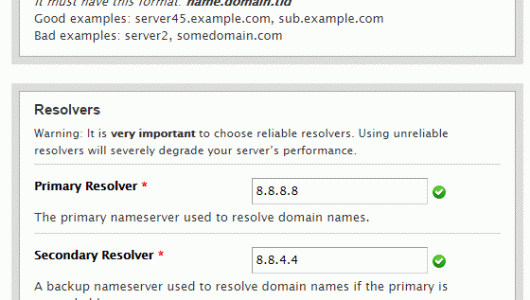 It must have this format: name.domain.tld
Good examples: server45.example.com, sub.example.com
Bad examples: server2, somedomain.com
Resolvers
Warning: It is very important to choose reliable resolvers. Using unreliable
resolvers will severely degrade your server's performance.
Primary Resolver *
8.8.8.8
The primary nameserver used to resolve domain names.
Secondary Resolver *
8.8.4.4
A backup nameserver used to resolve domain names if the primary is